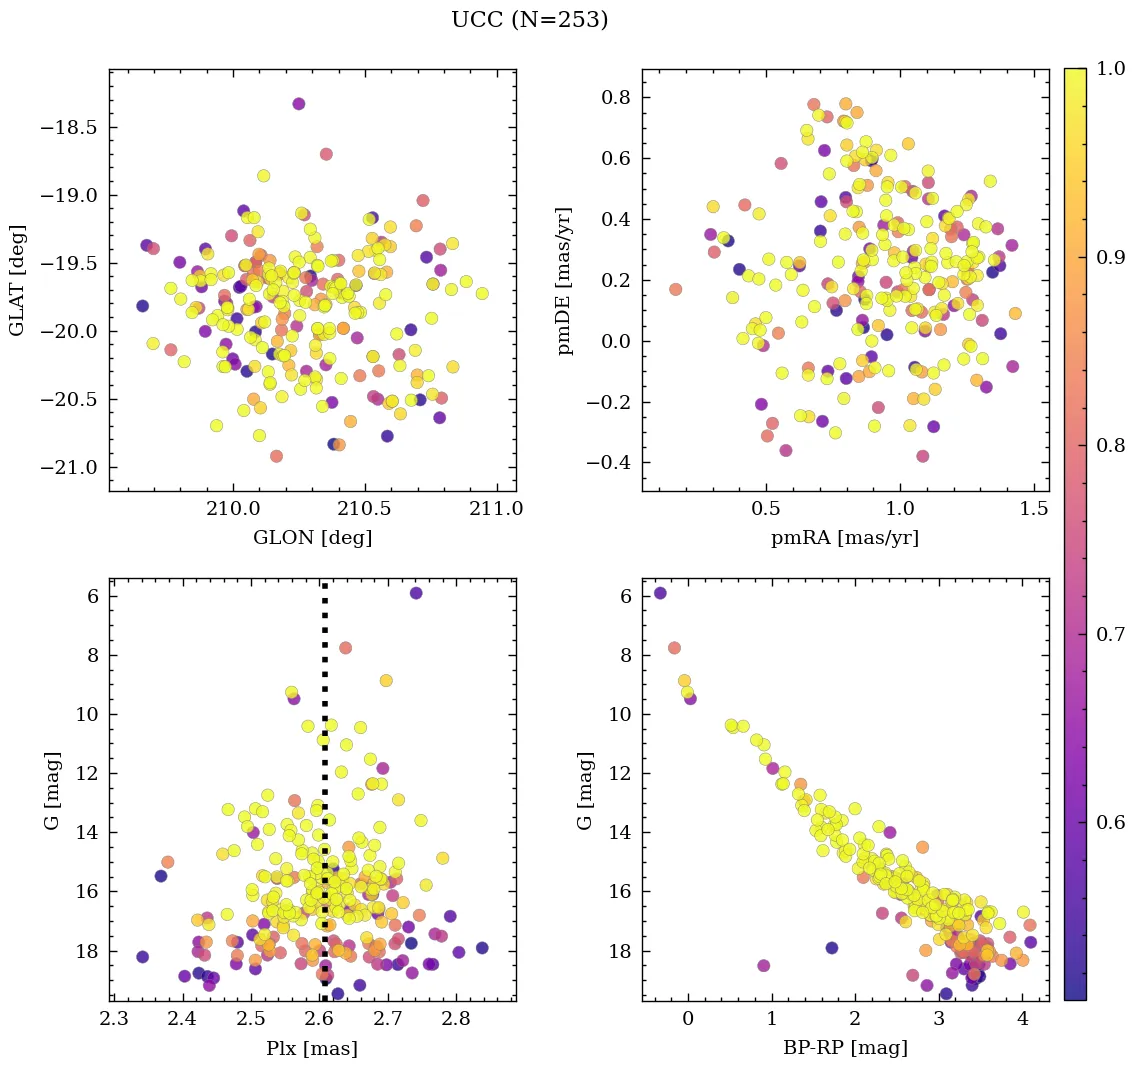 UCC (N=253)
−18.5
−19.0
−19.5
−20.0
−20.5
−21.0
GLAT [deg]
210.0 210.5 211.0
GLON [deg]
0.8
0.6
0.4
0.2
0.0
−0.2
−0.4
pmDE [mas/yr]
0.5 1.0 1.5
pmRA [mas/yr]
1.0
0.9
0.8
0.7
0.6
6
8
10
12
14
16
18
G [mag]
2.3 2.4 2.5 2.6 2.7 2.8
Plx [mas]
6
8
10
12
14
16
18
G [mag]
0 1 2 3 4
BP-RP [mag]